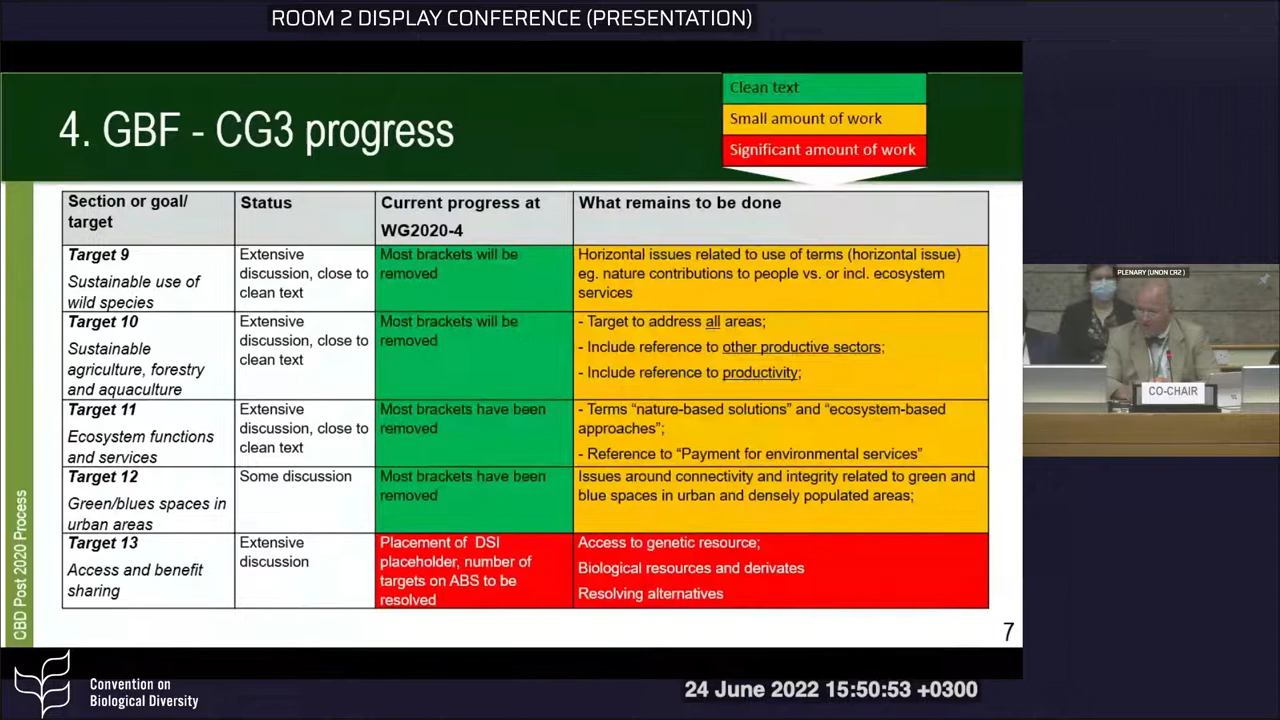 ROOM 2 DISPLAY CONFERENCE (PRESENTATION)
4. GBF - CG3 progress
Clean text
Small amount of work
Significant amount of work
Section or goal/
target
Status
Current progress at
WG2020-4
What remains to be done
Target 9
Sustainable use of
wild species
Extensive
discussion, close to
clean text
Most brackets will be
removed
Horizontal issues related to use of terms (horizontal issue)
eg. nature contributions to people vs. or incl. ecosystem
services
Target 10
Sustainable
agriculture, forestry
and aquaculture
Extensive
discussion, close to
clean text
Most brackets will be
removed
- Target to address all areas;
- Include reference to other productive sectors;
- Include reference to productivity;
Target 11
Ecosystem functions
and services
Extensive
discussion, close to
clean text
Most brackets have been
removed
- Terms “nature-based solutions” and “ecosystem-based
approaches”;
- Reference to “Payment for environmental services”
Target 12
Green/blues spaces in
urban areas
Some discussion
Most brackets have been
removed
Issues around connectivity and integrity related to green and
blue spaces in urban and densely populated areas;
Target 13
Access and benefit
sharing
Extensive
discussion
Placement of DSI
placeholder, number of
targets on ABS to be
resolved
Access to genetic resource;
Biological resources and derivates
Resolving alternatives
CBD Post 2020 Process
7
PLENARY (UNON CR2)
CO-CHAIR
Convention on
Biological Diversity
24 June 2022 15:50:53 +0300